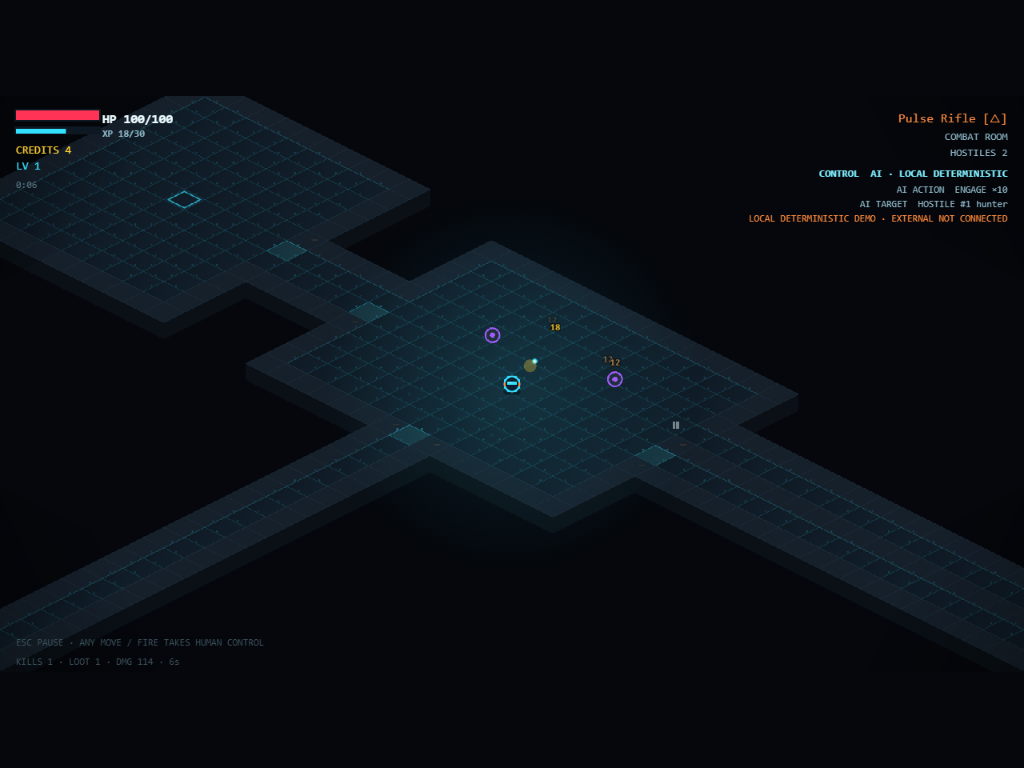 HP 100/100
XP 18/30
CREDITS 4
LV 1
0:06
Pulse Rifle [△]
COMBAT ROOM
HOSTILES 2
CONTROL AI · LOCAL DETERMINISTIC
AI ACTION ENGAGE ×10
AI TARGET HOSTILE #1 hunter
LOCAL DETERMINISTIC DEMO · EXTERNAL NOT CONNECTED
18
12
ESC PAUSE · ANY MOVE / FIRE TAKES HUMAN CONTROL
KILLS 1 · LOOT 1 · DMG 114 · 6s